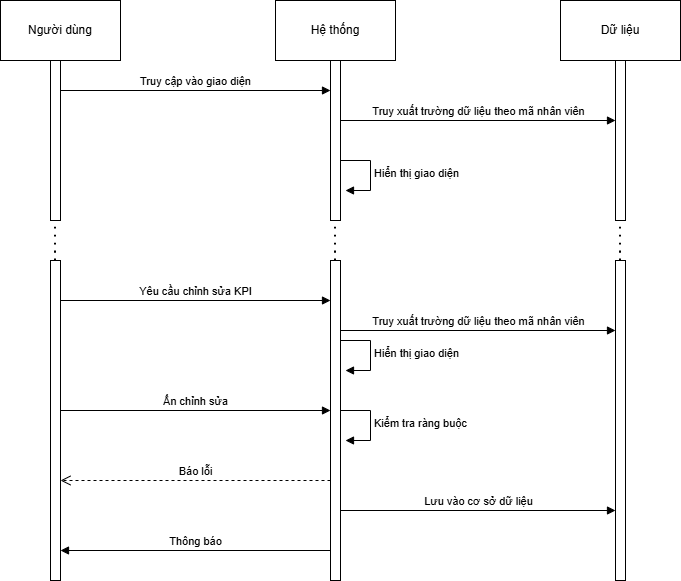 Người dùng
Hệ thống
Dữ liệu
Truy cập vào giao diện
Truy xuất trường dữ liệu theo mã nhân viên
Hiển thị giao diện
Yêu cầu chỉnh sửa KPI
Truy xuất trường dữ liệu theo mã nhân viên
Hiển thị giao diện
Ấn chỉnh sửa
Kiểm tra ràng buộc
Báo lỗi
Lưu vào cơ sở dữ liệu
Thông báo